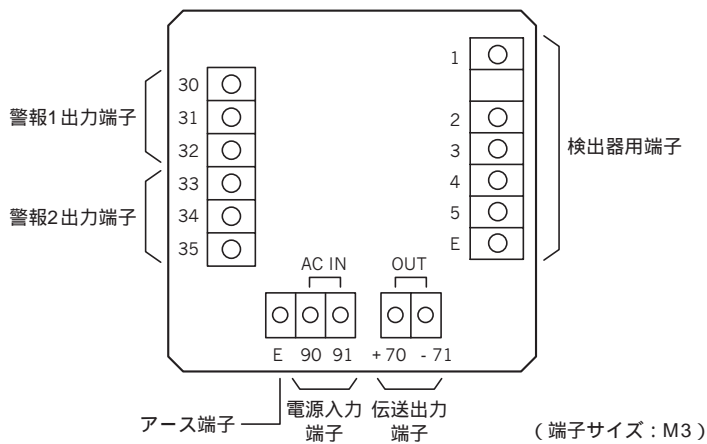 警報1出力端子
警報2出力端子
30
31
32
33
34
35
1
2
3
4
5
E
検出器用端子
AC IN
OUT
E 90 91 +70 -71
アース端子
電源入力
端子
伝送出力
端子
(端子サイズ:M3)